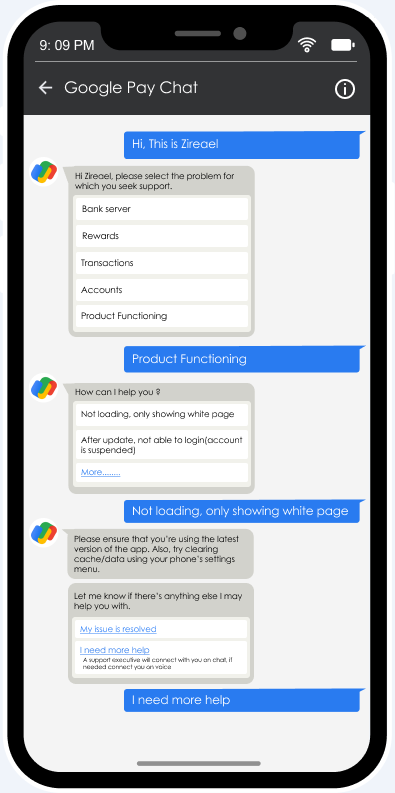 9: 09 PM
Google Pay Chat
Hi, This is Zireael
Hi Zireael, please select the problem for
which you seek support.
Bank server
Rewards
Transactions
Accounts
Product Functioning
Product Functioning
How can I help you ?
Not loading, only showing white page
After update, not able to login(account
is suspended)
More........
Not loading, only showing white page
Please ensure that you're using the latest
version of the app. Also, try clearing
cache/data using your phone's settings
menu.
Let me know if there's anything else I may
help you with.
My issue is resolved
I need more help
A support executive will connect with you on chat, if
needed connect you on voice
I need more help